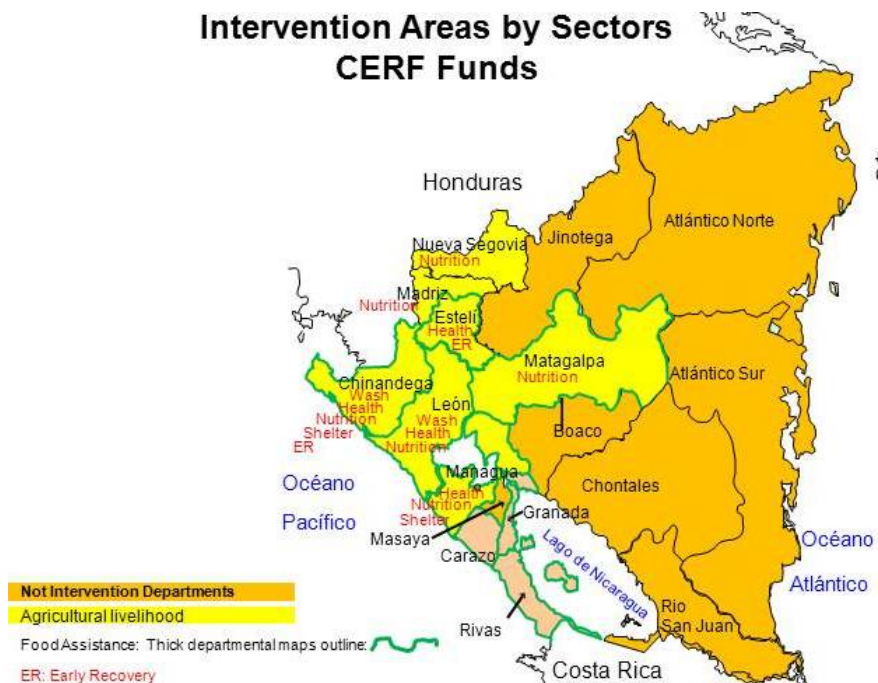 Intervention Areas by Sectors
CERF Funds
Honduras
Nueva Segovia
Nutrition
Jinotega
Atlántico Norte
Madriz
Nutrition
Estelí
Health
ER
Matagalpa
Nutrition
Atlántico Sur
Chinandega
Wash
Health
Nutrition
Shelter
ER
León
Wash
Health
Nutrition
Boaco
Managua
Health
Nutrition
Shelter
Chontales
Océano
Pacífico
Masaya
Granada
Carazo
Lago de Nicaragua
Océano
Atlántico
Rivas
Rio
San Juan
Costa Rica
Not Intervention Departments
Agricultural livelihood
Food Assistance: Thick departmental maps outline:
ER: Early Recovery